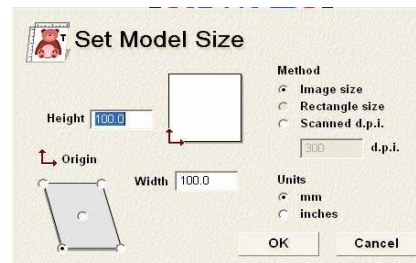 T
Set Model Size
Method
Image size
Rectangle size
Scanned d.p.i.
300 d.p.i.
Height 100.0
Origin
Width 100.0
Units
mm
inches
OK
Cancel